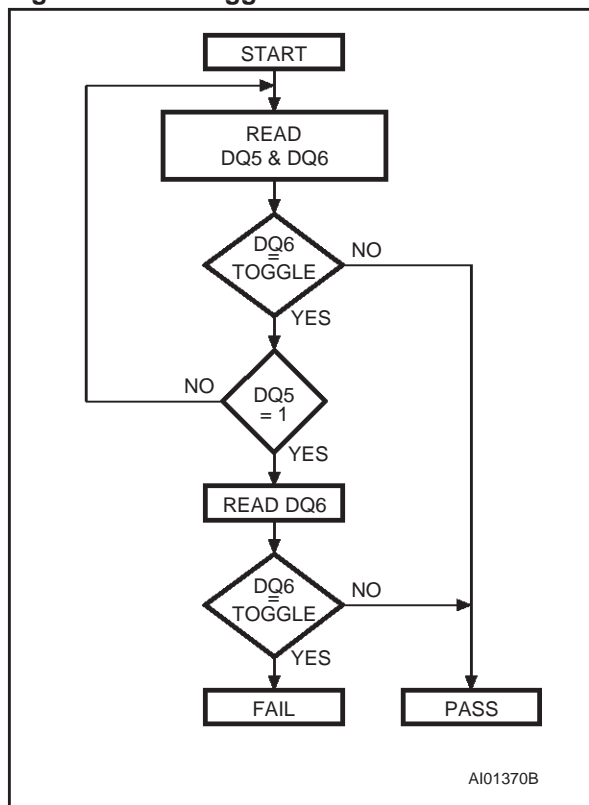 START
READ
DQ5 & DQ6
DQ6
=
TOGGLE
NO
YES
NO
DQ5
= 1
YES
READ DQ6
DQ6
=
TOGGLE
NO
YES
FAIL
PASS
AI01370B